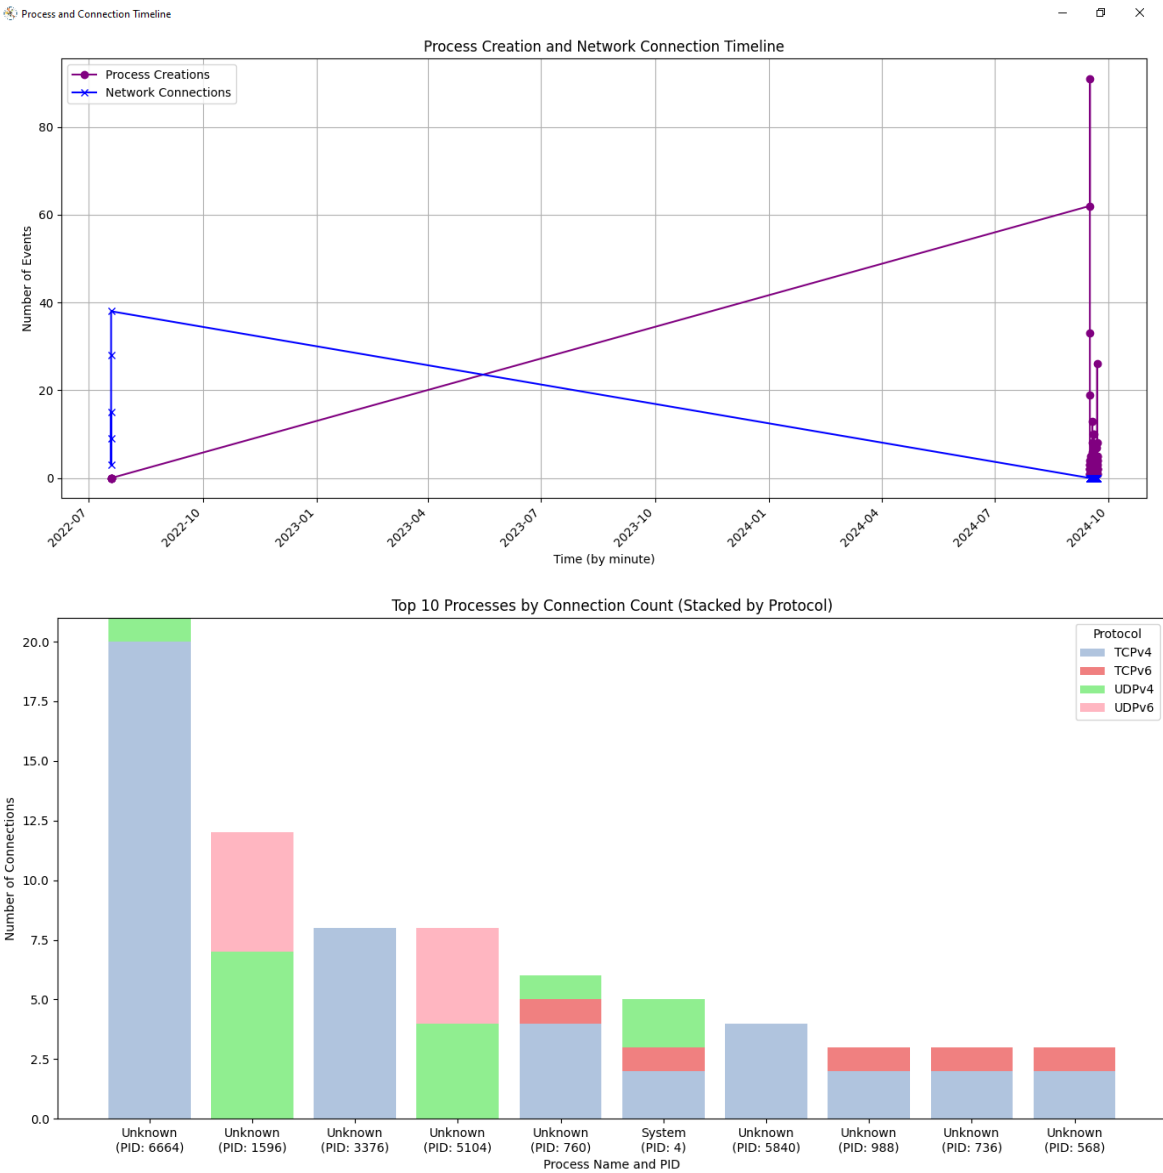 Process and Connection Timeline
Process Creation and Network Connection Timeline
Process Creations
Network Connections
Number of Events
80
60
40
20
0
2022-07
2022-10
2023-01
2023-04
2023-07
2023-10
2024-01
2024-04
2024-07
2024-10
Time (by minute)
Top 10 Processes by Connection Count (Stacked by Protocol)
Protocol
TCPv4
TCPv6
UDPv4
UDPv6
Number of Connections
20.0
17.5
15.0
12.5
10.0
7.5
5.0
2.5
0.0
Unknown
(PID: 6664)
Unknown
(PID: 1596)
Unknown
(PID: 3376)
Unknown
(PID: 5104)
Unknown
(PID: 760)
System
(PID: 4)
Unknown
(PID: 5840)
Unknown
(PID: 988)
Unknown
(PID: 736)
Unknown
(PID: 568)
Process Name and PID